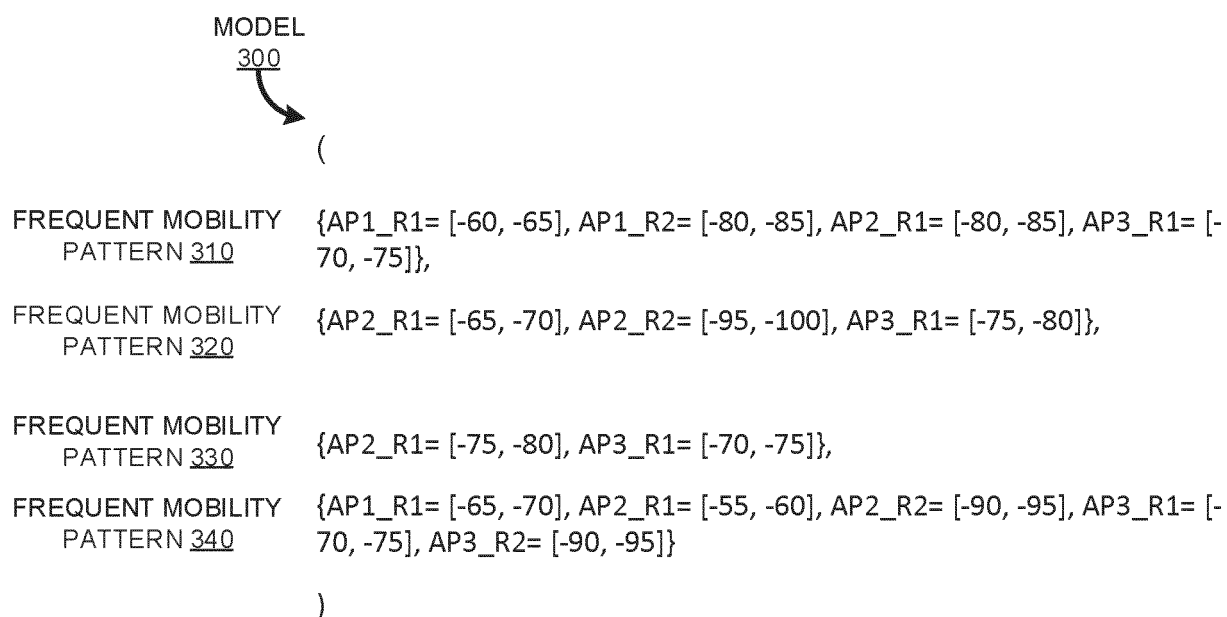 MODEL
300
(
FREQUENT MOBILITY
PATTERN 310
{AP1_R1= [-60, -65], AP1_R2= [-80, -85], AP2_R1= [-80, -85], AP3_R1= [-
70, -75]},
FREQUENT MOBILITY
PATTERN 320
{AP2_R1= [-65, -70], AP2_R2= [-95, -100], AP3_R1= [-75, -80]},
FREQUENT MOBILITY
PATTERN 330
{AP2_R1= [-75, -80], AP3_R1= [-70, -75]},
FREQUENT MOBILITY
PATTERN 340
{AP1_R1= [-65, -70], AP2_R1= [-55, -60], AP2_R2= [-90, -95], AP3_R1= [-
70, -75], AP3_R2= [-90, -95]}
)